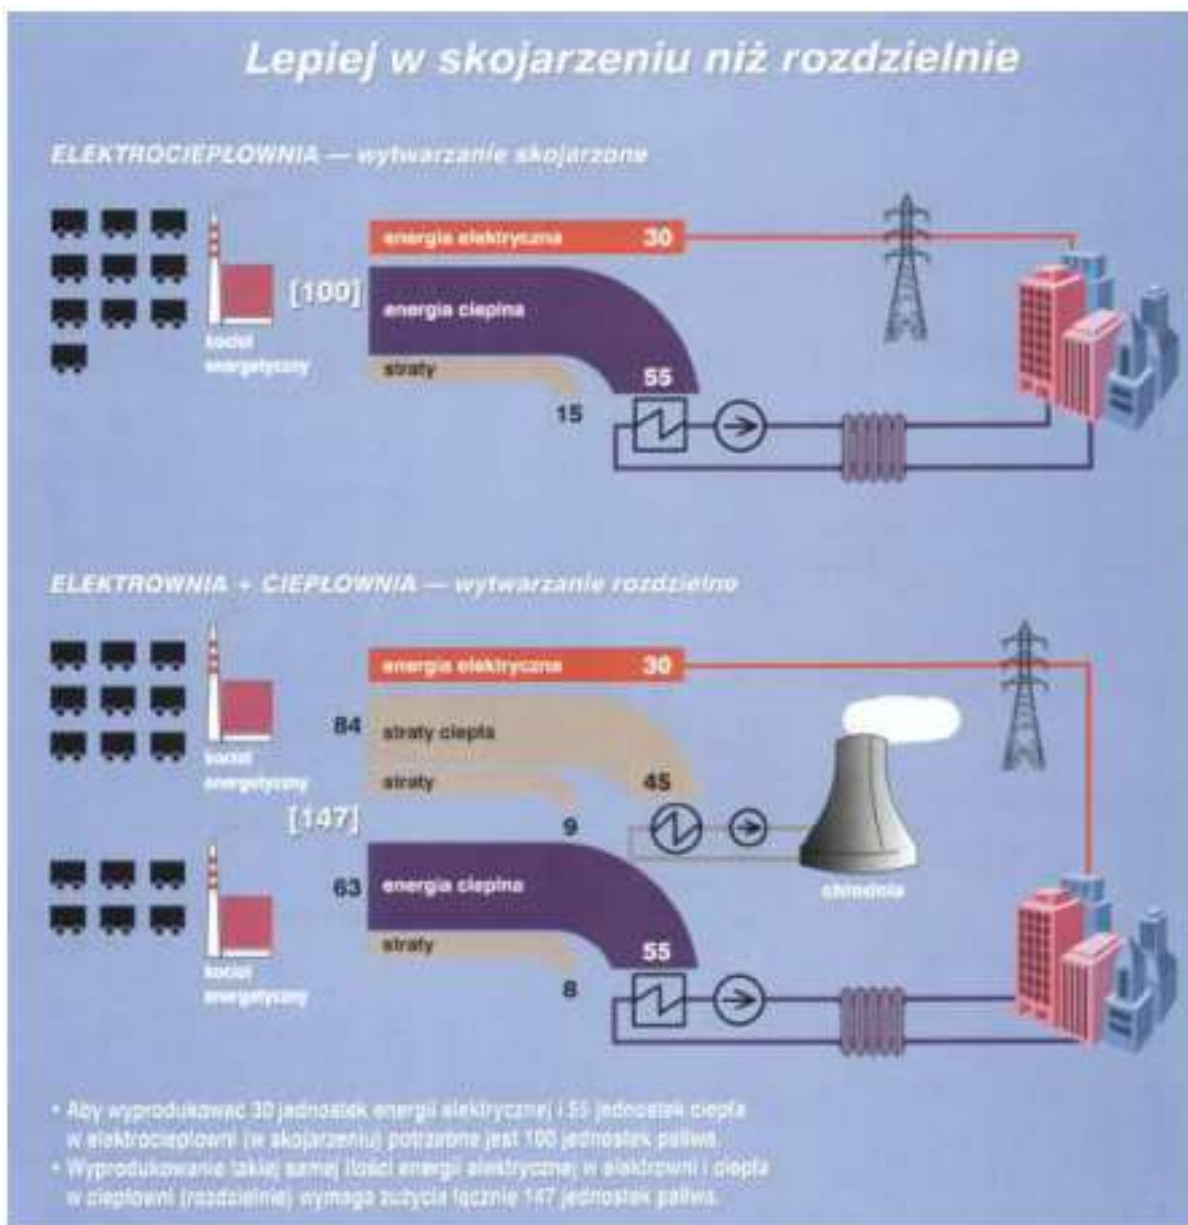 Lepiej w skojarzeniu niż rozdzielnie
ELEKTROCIEPŁOWNIA — wytwarzanie skojarzone
energia elektryczna 30
[100]
energia cieplna
kocioł
energetyczny
straty
55
15
ELEKTROWNIA + CIEPŁOWNIA — wytwarzanie rozdzielne
energia elektryczna 30
84
straty ciepła
kocioł
energetyczny
straty
45
[147]
9
63
energia cieplna
chłodnia
straty
55
kocioł
energetyczny
8
• Aby wyprodukować 30 jednostek energii elektrycznej i 55 jednostek ciepła
w elektrociepłowni (w skojarzeniu) potrzebne jest 100 jednostek paliwa.
• Wyprodukowanie takiej samej ilości energii elektrycznej w elektrowni i ciepła
w ciepłowni (rozdzielnie) wymaga zużycia łącznie 147 jednostek paliwa.